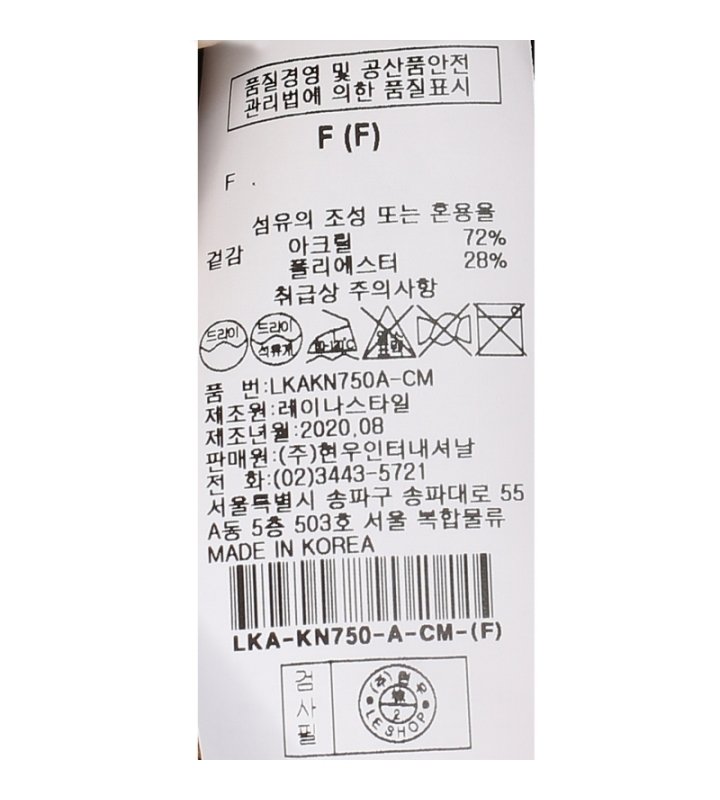 품질경영 및 공산품안전
관리법에 의한 품질표시
F (F)
F .
섬유의 조성 또는 혼용율
겉감 아크릴 72%
폴리에스터 28%
취급상 주의사항
드라이 드라이 석유계
품 번:LKAKN750A-CM
제조원:레이나스타일
제조년월:2020,08
판매원:(주)현우인터내셔날
전 화:(02)3443-5721
서울특별시 송파구 송파대로 55
A동 5층 503호 서울 복합물류
MADE IN KOREA
LKA-KN750-A-CM-(F)
검사필
(주)현우
2
LESHOP